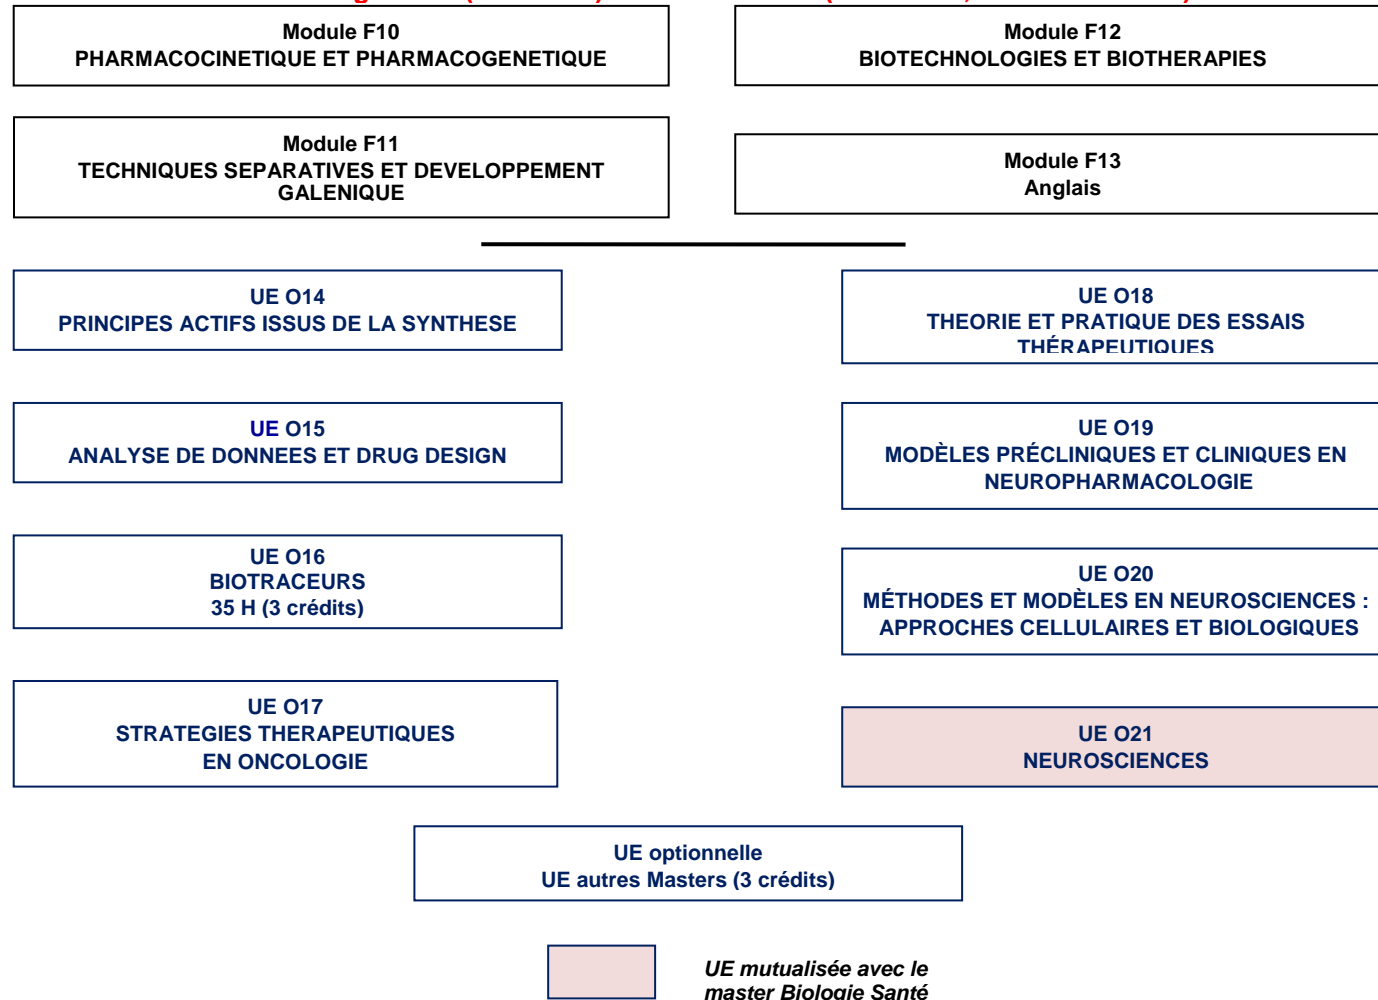 Module F10
PHARMACOCINETIQUE ET PHARMACOGENETIQUE
Module F12
BIOTECHNOLOGIES ET BIOTHERAPIES
Module F11
TECHNIQUES SEPARATIVES ET DEVELOPPEMENT
GALENIQUE
Module F13
Anglais
UE O14
PRINCIPES ACTIFS ISSUS DE LA SYNTHESE
UE O18
THEORIE ET PRATIQUE DES ESSAIS
THÉRAPEUTIQUES
UE O15
ANALYSE DE DONNEES ET DRUG DESIGN
UE O19
MODÈLES PRÉCLINIQUES ET CLINIQUES EN
NEUROPHARMACOLOGIE
UE O16
BIOTRACEURS
35 H (3 crédits)
UE O20
MÉTHODES ET MODÈLES EN NEUROSCIENCES :
APPROCHES CELLULAIRES ET BIOLOGIQUES
UE O17
STRATEGIES THERAPEUTIQUES
EN ONCOLOGIE
UE O21
NEUROSCIENCES
UE optionnelle
UE autres Masters (3 crédits)
UE mutualisée avec le
master Biologie Santé